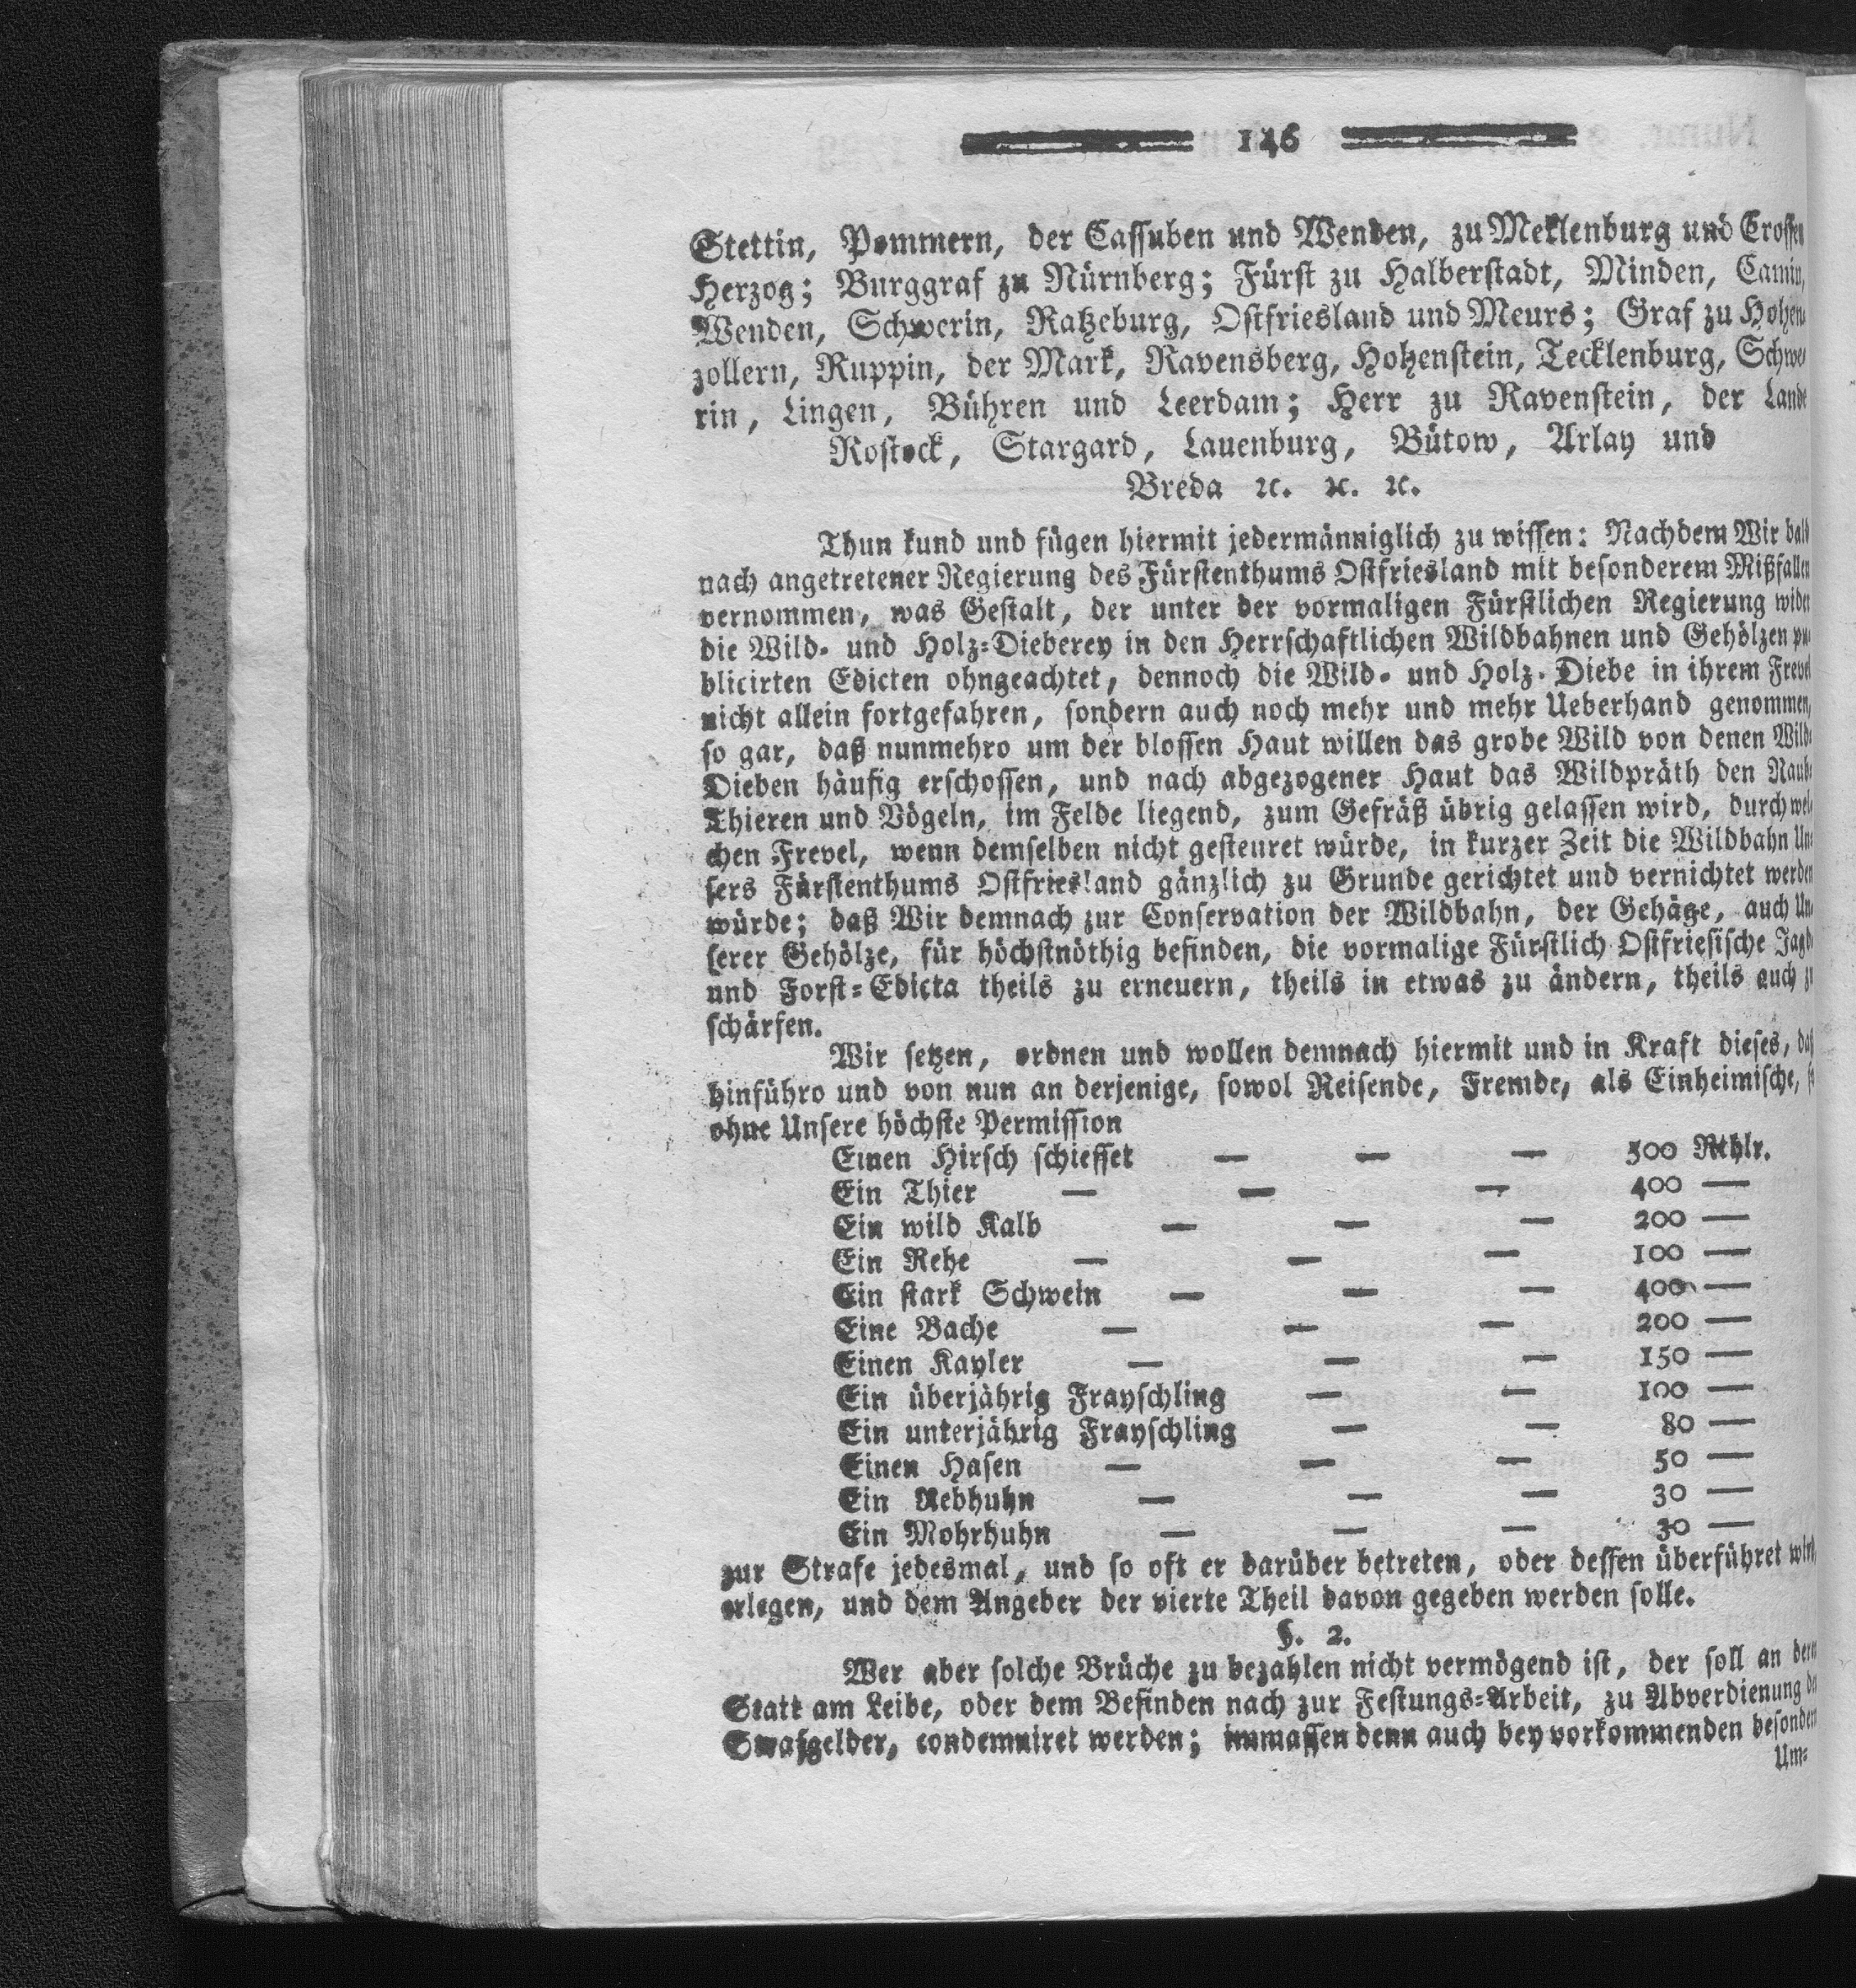 146
Stettin, Pommern, der Cassuben und Wenden, zu Meklenburg und Crossen
Herzog; Burggraf zu Nürnberg; Fürst zu Halberstadt, Minden, Camin,
Wenden, Schwerin, Ratzeburg, Ostfriesland und Meurs; Graf zu Hohen-
zollern, Ruppin, der Mark, Ravensberg, Hohenstein, Tecklenburg, Schwe-
rin, Lingen, Bühren und Leerdam; Herr zu Ravenstein, der Lande
Rostock, Stargard, Lauenburg, Bütow, Arlay und
Breda ꝛc. ꝛc. ꝛc.
Thun kund und fügen hiermit jedermänniglich zu wissen: Nachdem Wir bald
nach angetretener Regierung des Fürstenthums Ostfriesland mit besonderem Mißfallen
vernommen, was Gestalt, der unter der vormaligen Fürstlichen Regierung wider
die Wild- und Holz-Dieberey in den Herrschaftlichen Wildbahnen und Gehölzen pu-
blicirten Edicten ohngeachtet, dennoch die Wild- und Holz-Diebe in ihrem Frevel
nicht allein fortgefahren, sondern auch noch mehr und mehr Ueberhand genommen,
so gar, daß nunmehro um der blossen Haut willen das grobe Wild von denen Wild-
Dieben häufig erschossen, und nach abgezogener Haut das Wildpräth den Raub-
Thieren und Vögeln, im Felde liegend, zum Gefräß übrig gelassen wird, durch wel-
chen Frevel, wenn demselben nicht gesteuret würde, in kurzer Zeit die Wildbahn Un-
sers Fürstenthums Ostfriesland gänzlich zu Grunde gerichtet und vernichtet werden
würde; daß Wir demnach zur Conservation der Wildbahn, der Gehäge, auch Un-
serer Gehölze, für höchstnöthig befinden, die vormalige Fürstlich Ostfriesische Jagd-
und Forst-Edicta theils zu erneuern, theils in etwas zu ändern, theils auch zu
schärfen.
Wir setzen, ordnen und wollen demnach hiermit und in Kraft dieses, daß
hinführo und von nun an derjenige, sowol Reisende, Fremde, als Einheimische, so
ohne Unsere höchste Permission
Einen Hirsch schiesset — — — 500 Rthlr.
Ein Thier — — — 400 —
Ein wild Kalb — — — 200 —
Ein Rehe — — — 100 —
Ein stark Schwein — — — 400 —
Eine Bache — — — 200 —
Einen Kayler — — — 150 —
Ein überjährig Frayschling — — 100 —
Ein unterjährig Frayschling — — 80 —
Einen Hasen — — — 50 —
Ein Rebhuhn — — — 30 —
Ein Mohrhuhn — — — 30 —
zur Strafe jedesmal, und so oft er darüber betreten, oder dessen überführet wird,
erlegen, und dem Angeber der vierte Theil davon gegeben werden solle.
§. 2.
Wer aber solche Brüche zu bezahlen nicht vermögend ist, der soll an deren
Statt am Leibe, oder dem Befinden nach zur Festungs-Arbeit, zu Abverdienung der
Strafgelder, condemniret werden; immassen denn auch bey vorkommenden besondern
Um-